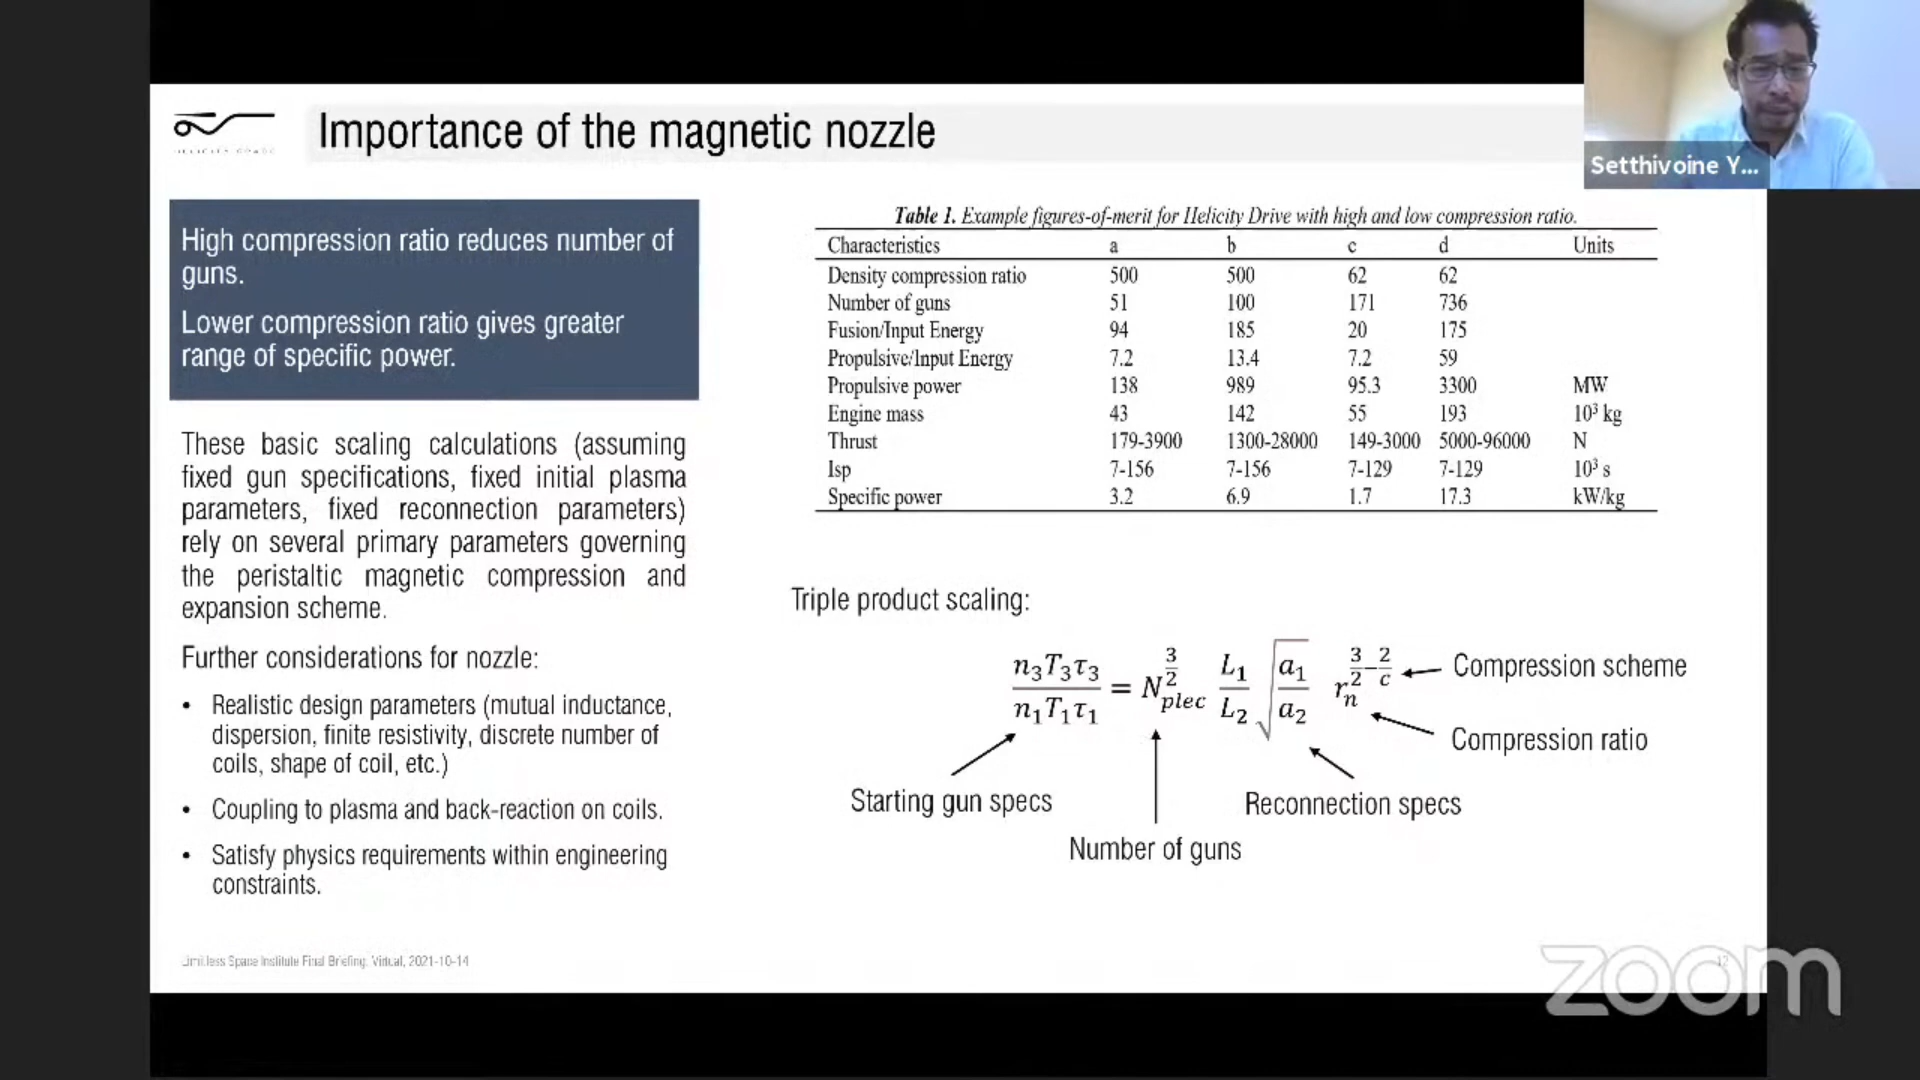 Importance of the magnetic nozzle
Setthivoine Y...
High compression ratio reduces number of
guns.
Lower compression ratio gives greater
range of specific power.
These basic scaling calculations (assuming
fixed gun specifications, fixed initial plasma
parameters, fixed reconnection parameters)
rely on several primary parameters governing
the peristaltic magnetic compression and
expansion scheme.
Further considerations for nozzle:
• Realistic design parameters (mutual inductance,
dispersion, finite resistivity, discrete number of
coils, shape of coil, etc.)
• Coupling to plasma and back-reaction on coils.
• Satisfy physics requirements within engineering
constraints.
Table 1. Example figures-of-merit for Helicity Drive with high and low compression ratio.
Characteristics a b c d Units
Density compression ratio 500 500 62 62
Number of guns 51 100 171 736
Fusion/Input Energy 94 185 20 175
Propulsive/Input Energy 7.2 13.4 7.2 59
Propulsive power 138 989 95.3 3300 MW
Engine mass 43 142 55 193 10³ kg
Thrust 179-3900 1300-28000 149-3000 5000-96000 N
Isp 7-156 7-156 7-129 7-129 10³ s
Specific power 3.2 6.9 1.7 17.3 kW/kg
Triple product scaling:
n₃T₃τ₃ / n₁T₁τ₁ = N_plec^(3/2) L₁/L₂ √(a₁/a₂) r_n^(3/2 − 2/c)
Compression scheme
Compression ratio
Starting gun specs
Reconnection specs
Number of guns
Limitless Space Institute Final Briefing, Virtual, 2021-10-14
12
zoom